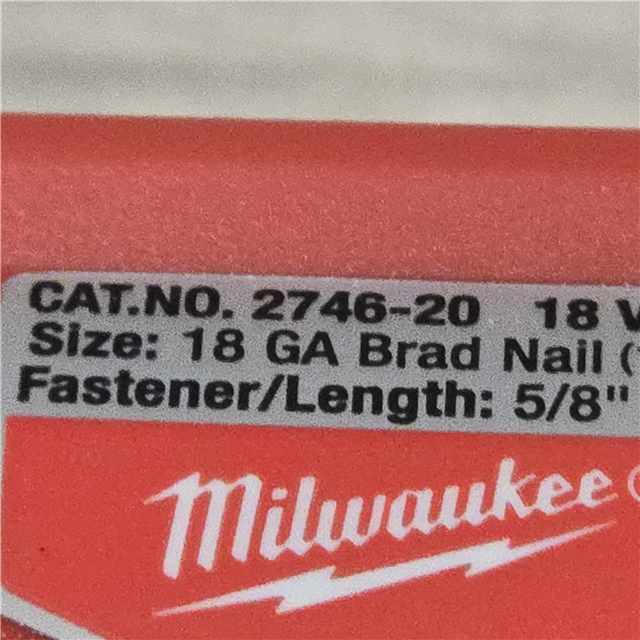 CAT.NO. 2746-20 18 V
Size: 18 GA Brad Nail (
Fastener/Length: 5/8"
Milwaukee